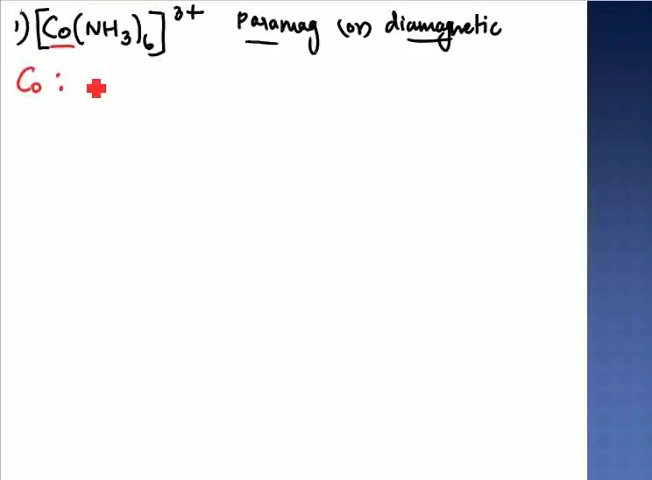 1) [Co(NH₃)₆]³⁺ Paramag (or) diamagnetic
Co :